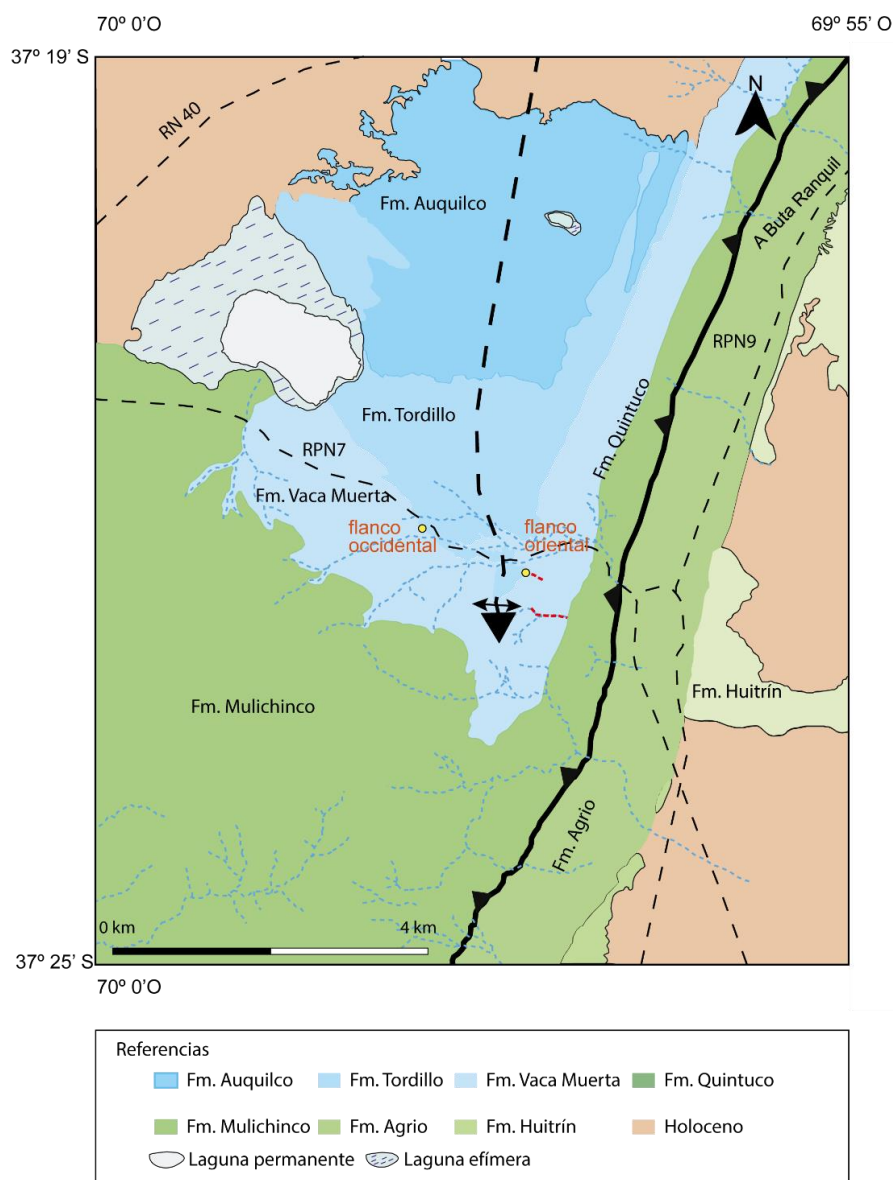 70º 0’O
69º 55’ O
37º 19’ S
N
RN 40
Fm. Auquilco
A Buta Ranquil
RPN9
Fm. Quintuco
Fm. Tordillo
RPN7
Fm. Vaca Muerta
flanco
occidental
flanco
oriental
Fm. Mulichinco
Fm. Huitrín
Fm. Agrio
0 km
4 km
37º 25’ S
70º 0’O
Referencias
Fm. Auquilco
Fm. Tordillo
Fm. Vaca Muerta
Fm. Quintuco
Fm. Mulichinco
Fm. Agrio
Fm. Huitrín
Holoceno
Laguna permanente
Laguna efímera